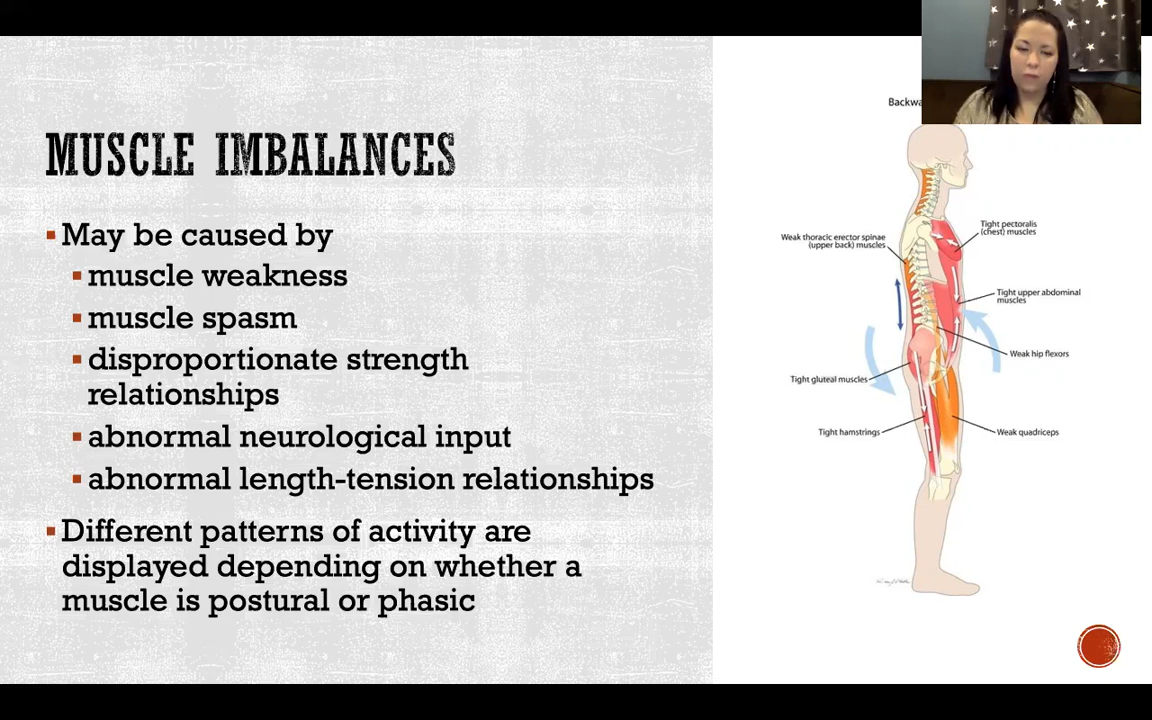 MUSCLE IMBALANCES
▪ May be caused by
▪ muscle weakness
▪ muscle spasm
▪ disproportionate strength
relationships
▪ abnormal neurological input
▪ abnormal length-tension relationships
▪ Different patterns of activity are
displayed depending on whether a
muscle is postural or phasic
Tight pectoralis
(chest) muscles
Weak thoracic erector spinae
(upper back) muscles
Tight upper abdominal
muscles
Weak hip flexors
Tight gluteal muscles
Tight hamstrings
Weak quadriceps